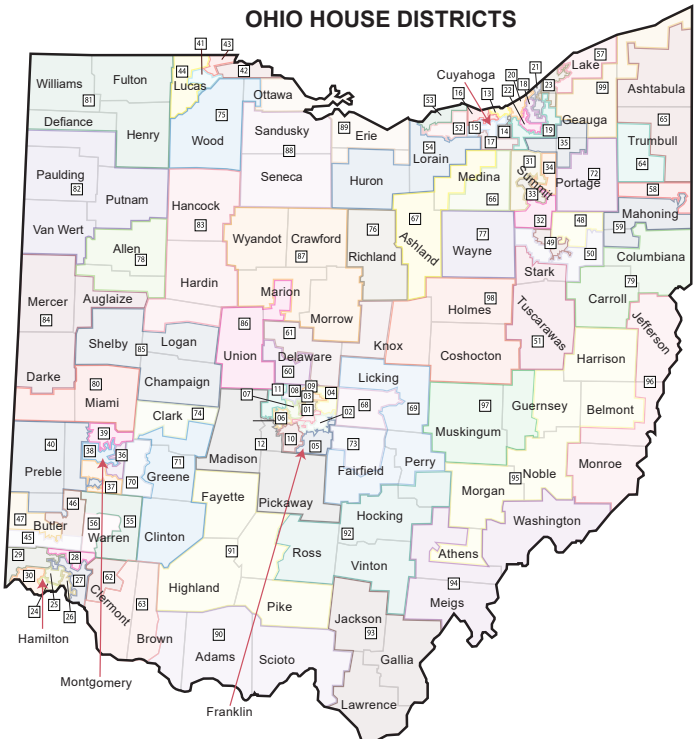 OHIO HOUSE DISTRICTS
41
43
57
44
42
Lucas
Cuyahoga
20
21
Lake
Williams
Fulton
Ottawa
18
22
23
99
81
53
16
13
Ashtabula
Defiance
75
Sandusky
89
Erie
52
15
14
19
Geauga
65
Henry
Wood
88
54
17
35
Trumbull
Lorain
31
34
64
Paulding
Seneca
Huron
Medina
Summit
72
Portage
82
Putnam
33
58
Hancock
66
Mahoning
83
67
32
48
59
Van Wert
Wyandot
Crawford
76
Ashland
77
49
50
Allen
78
87
Richland
Wayne
Stark
Columbiana
Hardin
Mercer
Auglaize
Marion
79
84
Morrow
98
Holmes
Carroll
Tuscarawas
Jefferson
86
61
Knox
Shelby
85
Logan
Union
Delaware
Coshocton
51
Harrison
60
Darke
80
Champaign
Licking
96
Miami
07
11
08
09
03
04
01
02
68
69
97
Guernsey
Belmont
Clark
74
06
Muskingum
39
12
10
05
73
40
38
36
71
Madison
Perry
Monroe
Preble
Greene
Fairfield
95
Noble
37
70
Fayette
Morgan
46
Pickaway
47
Butler
56
55
Hocking
Washington
45
Warren
Clinton
92
29
28
91
Ross
Athens
30
27
62
Vinton
94
Clermont
Highland
24
25
26
63
Pike
Jackson
Meigs
Hamilton
Brown
90
93
Adams
Scioto
Gallia
Montgomery
Lawrence
Franklin